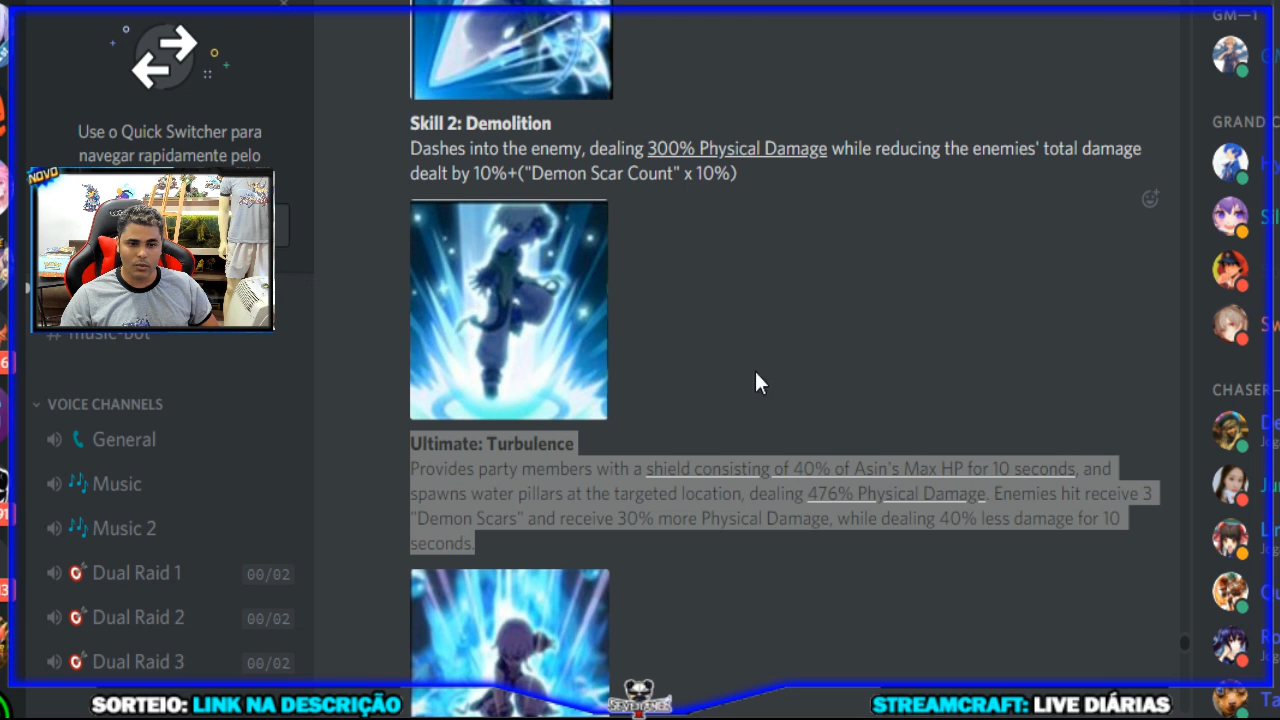 GM—1
Use o Quick Switcher para
navegar rapidamente pelo
NOVO
# music-bot
VOICE CHANNELS
General
Music
Music 2
Dual Raid 1 00/02
Dual Raid 2 00/02
Dual Raid 3 00/02
Skill 2: Demolition
Dashes into the enemy, dealing 300% Physical Damage while reducing the enemies' total damage
dealt by 10%+("Demon Scar Count" x 10%)
Ultimate: Turbulence
Provides party members with a shield consisting of 40% of Asin's Max HP for 10 seconds, and
spawns water pillars at the targeted location, dealing 476% Physical Damage. Enemies hit receive 3
"Demon Scars" and receive 30% more Physical Damage, while dealing 40% less damage for 10
seconds.
GRAND C
CHASER—
SORTEIO: LINK NA DESCRIÇÃO
STREAMCRAFT: LIVE DIÁRIAS